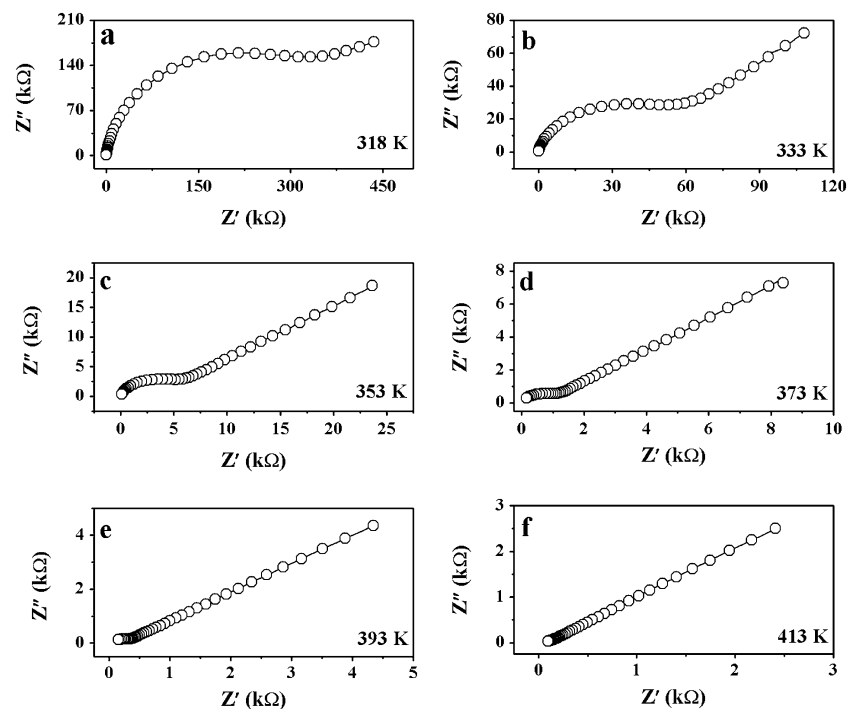 a
210
140
70
0
Z″ (kΩ)
318 K
0 150 300 450
Z′ (kΩ)
b
80
60
40
20
0
Z″ (kΩ)
333 K
0 30 60 90 120
Z′ (kΩ)
c
20
15
10
5
0
Z″ (kΩ)
353 K
0 5 10 15 20 25
Z′ (kΩ)
d
8
6
4
2
0
Z″ (kΩ)
373 K
2 4 6 8 10
Z′ (kΩ)
e
4
2
0
Z″ (kΩ)
393 K
0 1 2 3 4 5
Z′ (kΩ)
f
3
2
1
0
Z″ (kΩ)
413 K
0 1 2 3
Z′ (kΩ)